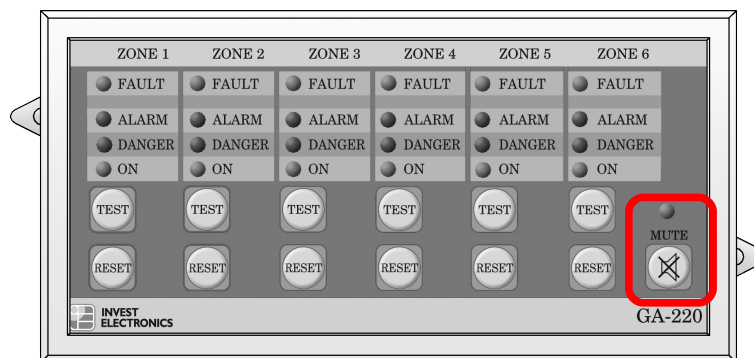 ZONE 1 ZONE 2 ZONE 3 ZONE 4 ZONE 5 ZONE 6
FAULT FAULT FAULT FAULT FAULT FAULT
ALARM ALARM ALARM ALARM ALARM ALARM
DANGER DANGER DANGER DANGER DANGER DANGER
ON ON ON ON ON ON
TEST TEST TEST TEST TEST TEST
MUTE
RESET RESET RESET RESET RESET RESET
INVEST
ELECTRONICS
GA-220